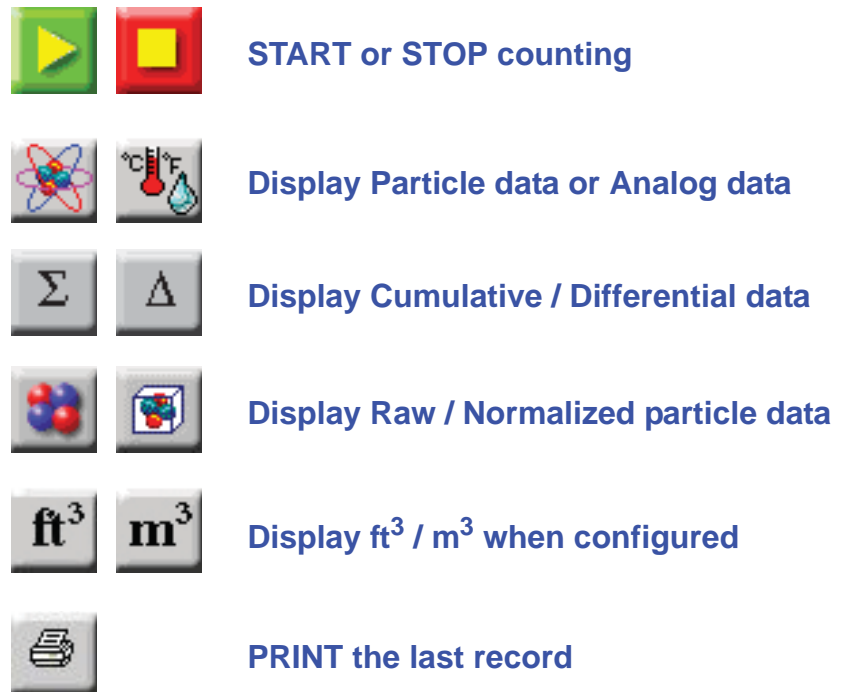 START or STOP counting
°C °F Display Particle data or Analog data
Σ Δ Display Cumulative / Differential data
Display Raw / Normalized particle data
ft³ m³ Display ft³ / m³ when configured
PRINT the last record